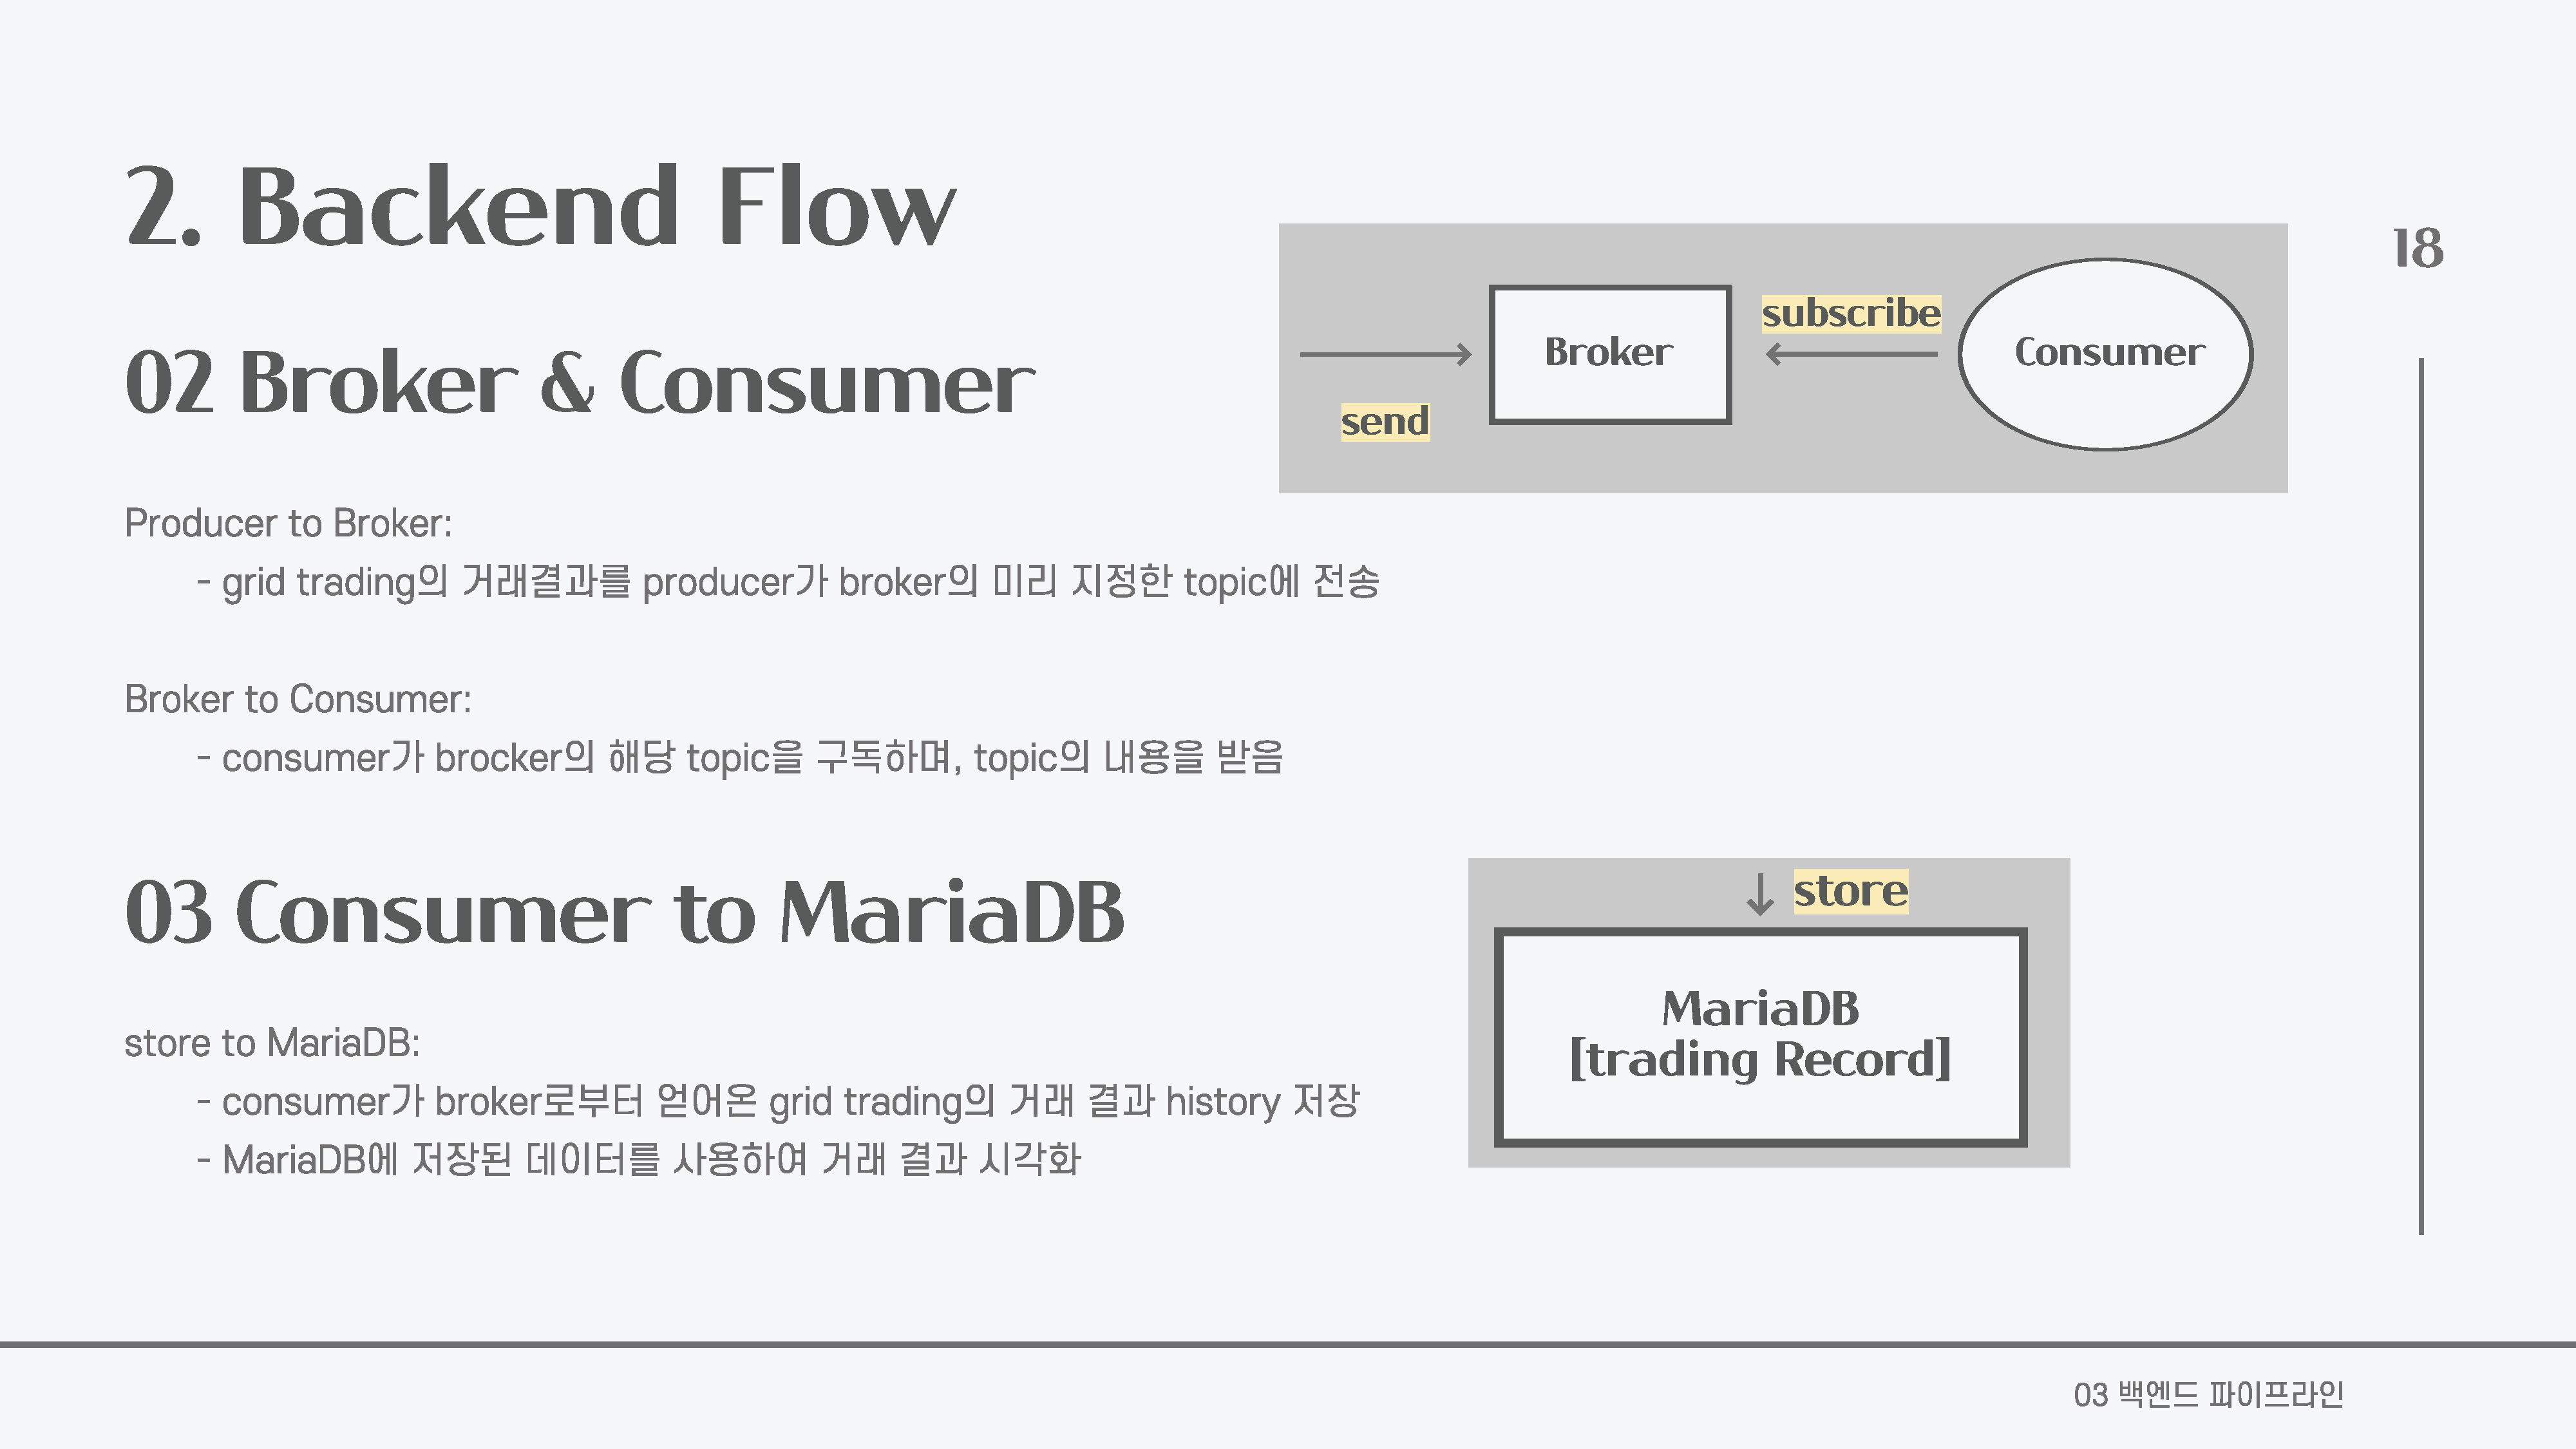 2. Backend Flow
18
02 Broker & Consumer
send
Broker
subscribe
Consumer
Producer to Broker:
- grid trading의 거래결과를 producer가 broker의 미리 지정한 topic에 전송
Broker to Consumer:
- consumer가 brocker의 해당 topic을 구독하며, topic의 내용을 받음
03 Consumer to MariaDB
store
MariaDB
[trading Record]
store to MariaDB:
- consumer가 broker로부터 얻어온 grid trading의 거래 결과 history 저장
- MariaDB에 저장된 데이터를 사용하여 거래 결과 시각화
03 백엔드 파이프라인